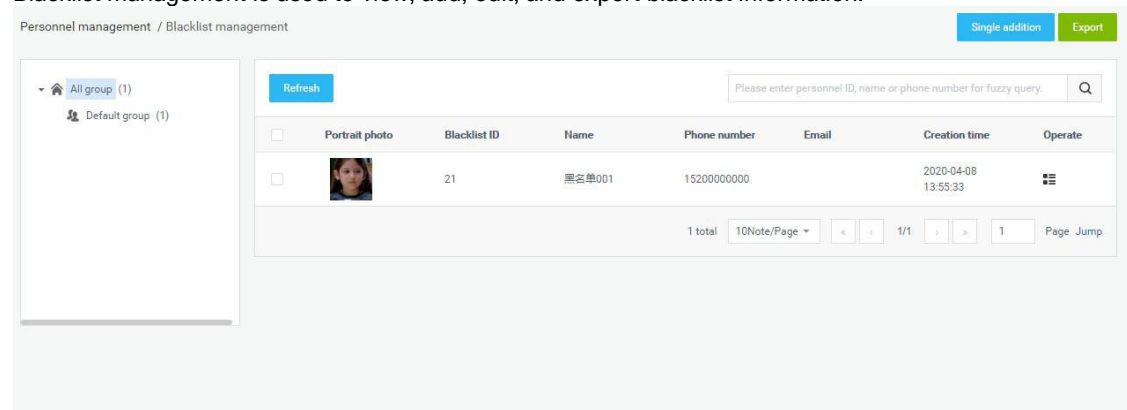 Blacklist management is used to view, add, edit, and export blacklist information.
Personnel management / Blacklist management
Single addition
Export
All group (1)
Default group (1)
Refresh
Please enter personnel ID, name or phone number for fuzzy query.
Portrait photo Blacklist ID Name Phone number Email Creation time Operate
21 黑名单001 15200000000 2020-04-08
13:55:33
1 total 10Note/Page « ‹ 1/1 › » 1 Page Jump